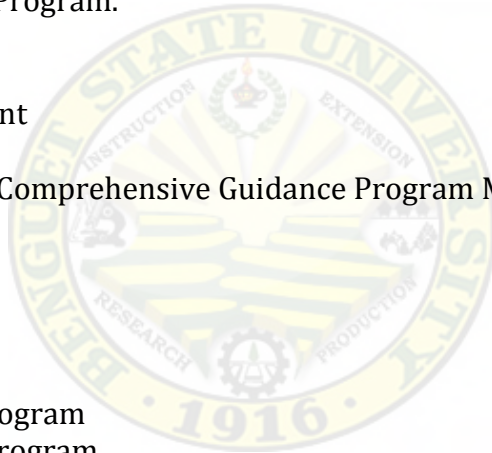 Program.
nt
Comprehensive Guidance Program M
ogram
rogram
BENGUET STATE UNIVERSITY
INSTRUCTION
EXTENSION
RESEARCH
PRODUCTION
1916